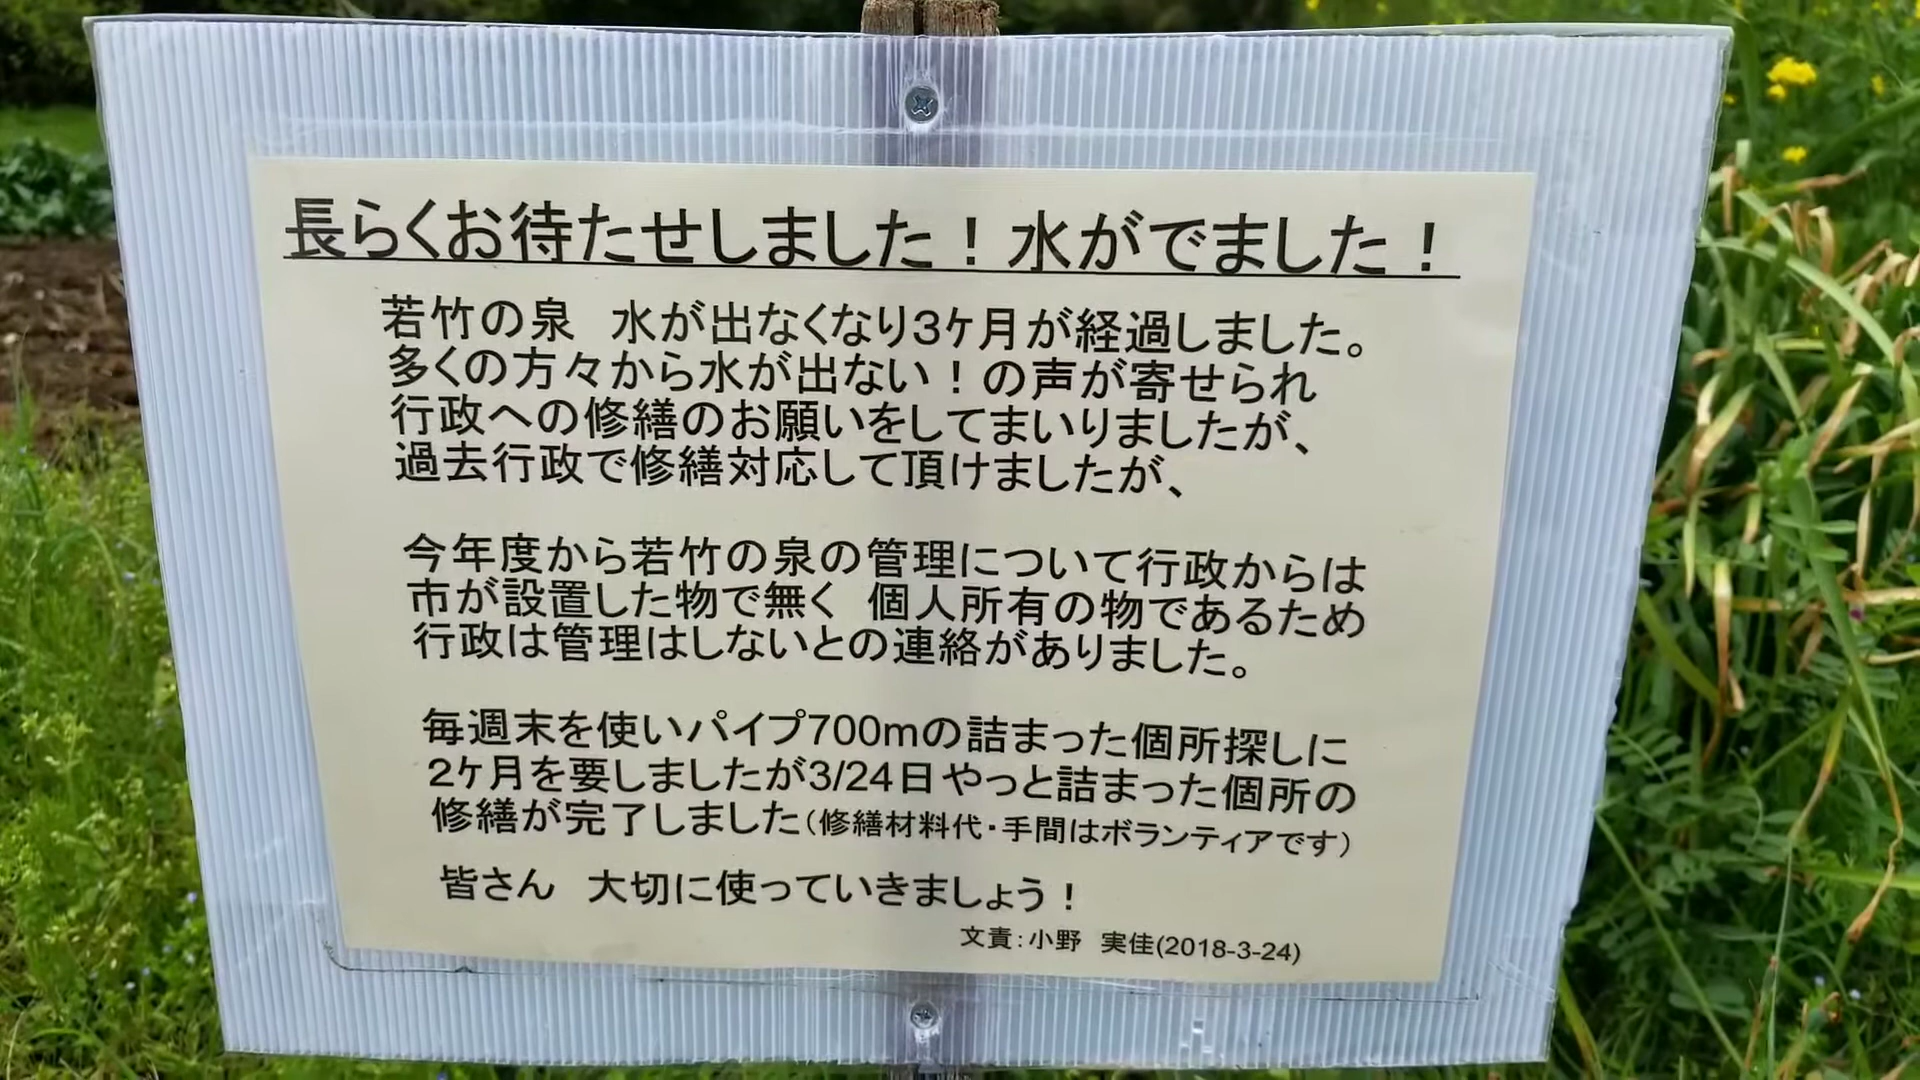 長らくお待たせしました！水がでました！
若竹の泉　水が出なくなり3ケ月が経過しました。
多くの方々から水が出ない！の声が寄せられ
行政への修繕のお願いをしてまいりましたが、
過去行政で修繕対応して頂けましたが、
今年度から若竹の泉の管理について行政からは
市が設置した物で無く　個人所有の物であるため
行政は管理はしないとの連絡がありました。
毎週末を使いパイプ700mの詰まった個所探しに
2ケ月を要しましたが3/24日やっと詰まった個所の
修繕が完了しました（修繕材料代・手間はボランティアです）
皆さん　大切に使っていきましょう！
文責：小野　実佳(2018-3-24)